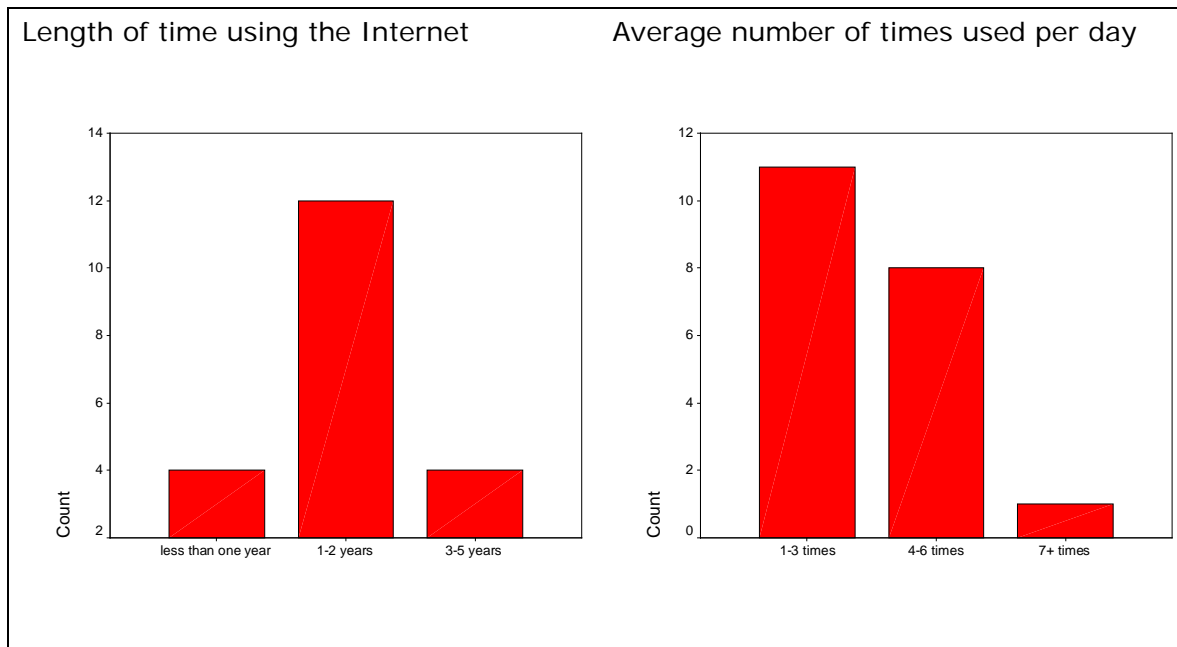 Length of time using the Internet
Average number of times used per day
14
12
10
8
6
4
2
Count
less than one year
1-2 years
3-5 years
12
10
8
6
4
2
0
Count
1-3 times
4-6 times
7+ times